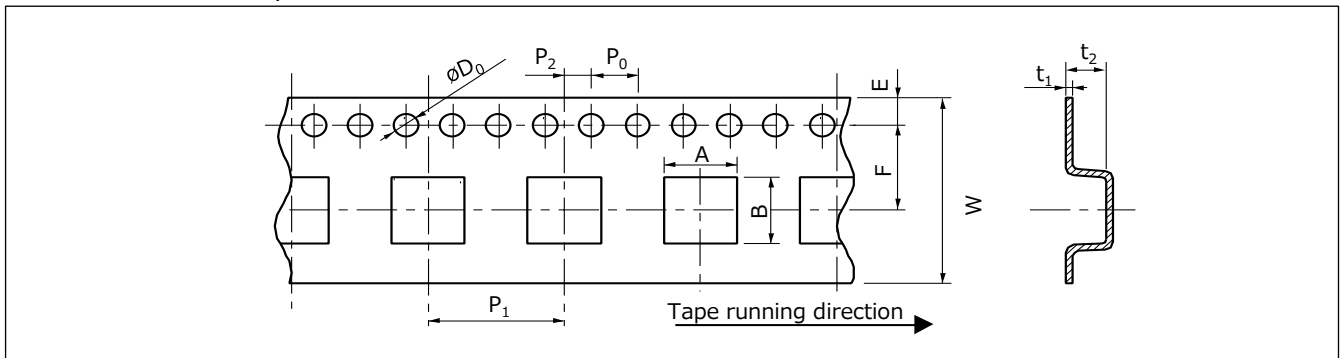 P₂ P₀
øD₀
E
t₂
t₁
A
F
B
W
P₁
Tape running direction